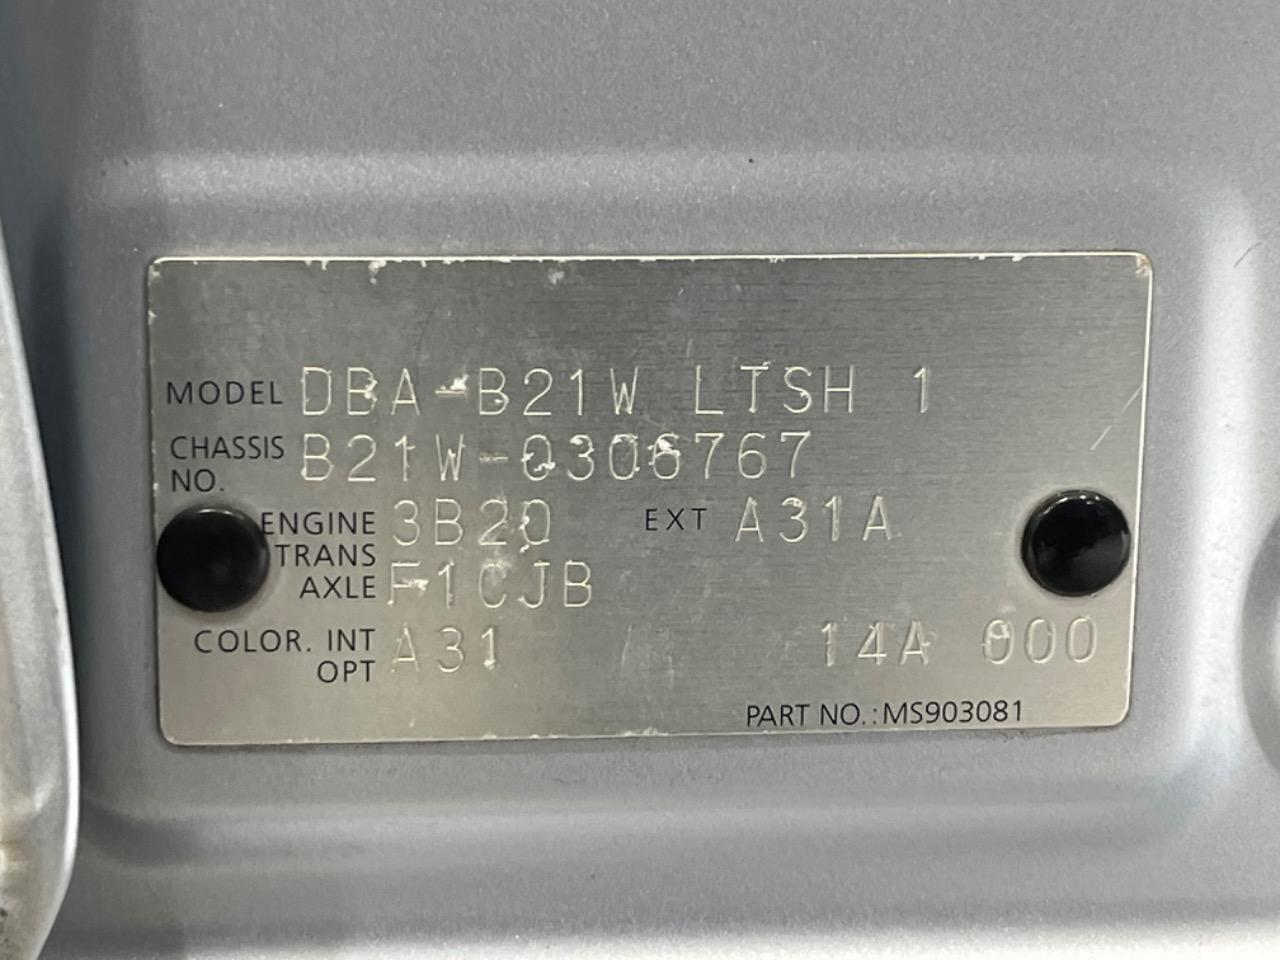 MODEL DBA-B21W LTSH 1
CHASSIS NO. B21W-0306767
ENGINE 3B20 EXT A31A
TRANS AXLE F1CJB
COLOR. INT OPT A31 14A 000
PART NO.:MS903081